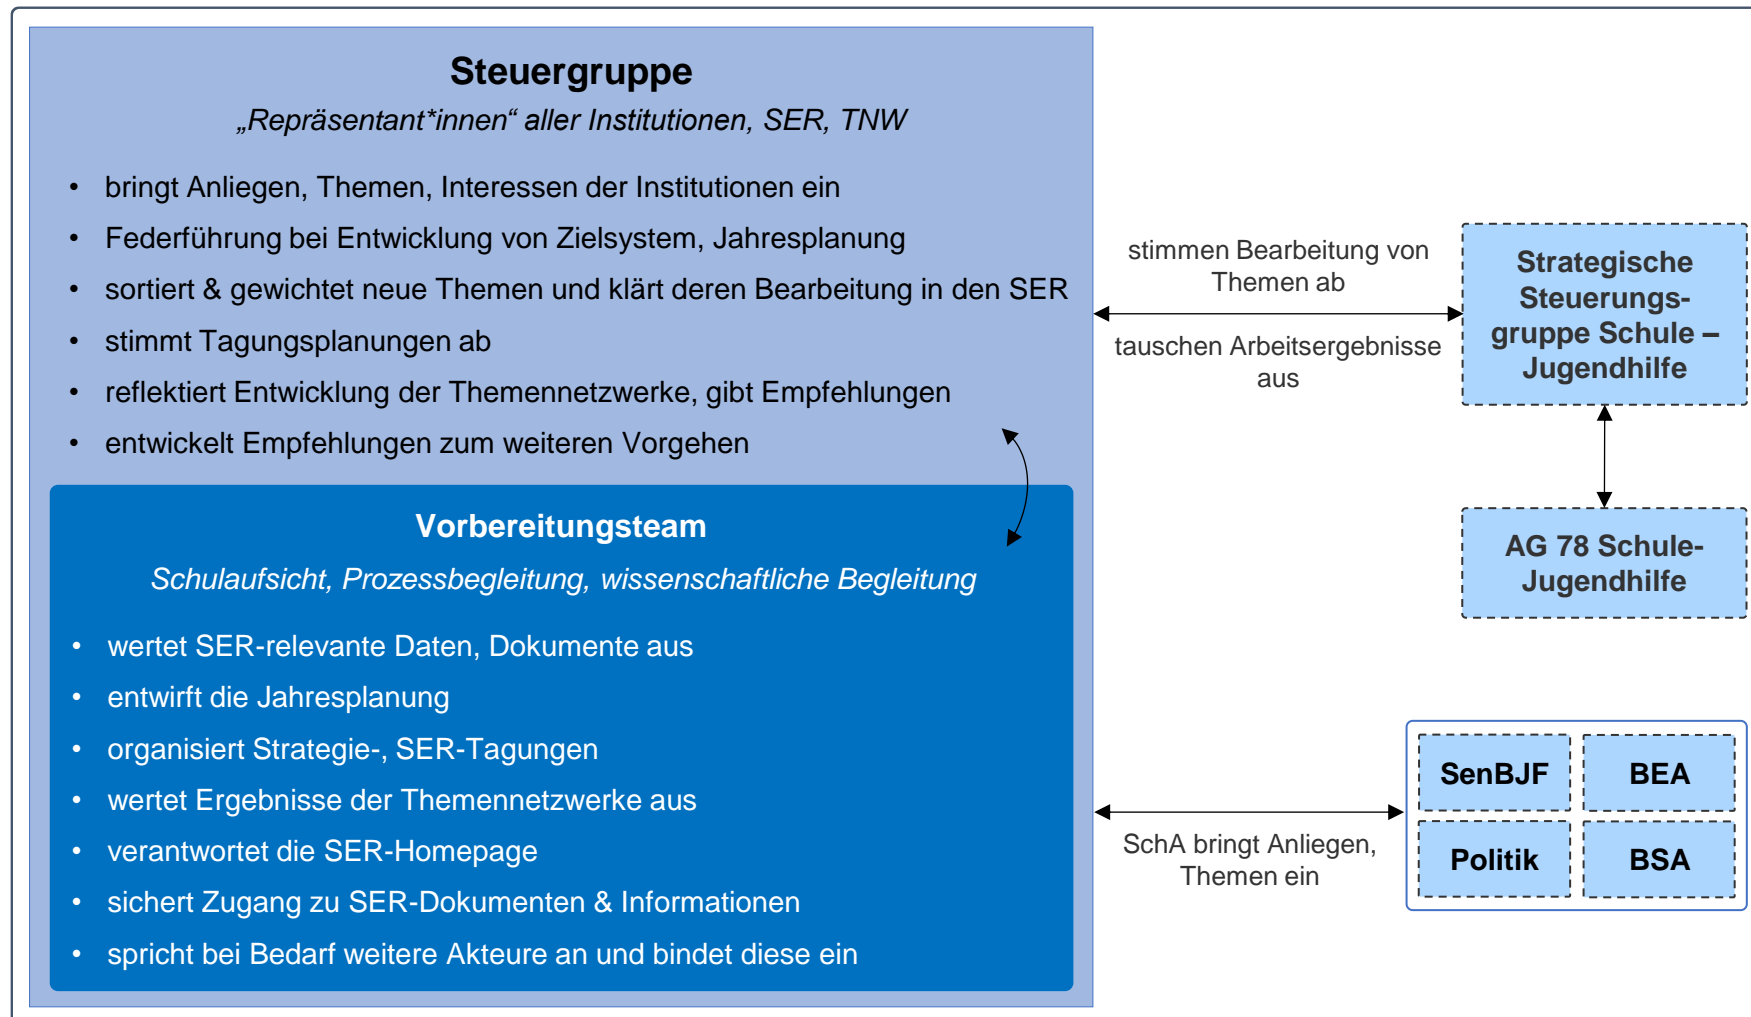 Steuergruppe
„Repräsentant*innen“ aller Institutionen, SER, TNW
• bringt Anliegen, Themen, Interessen der Institutionen ein
• Federführung bei Entwicklung von Zielsystem, Jahresplanung
• sortiert & gewichtet neue Themen und klärt deren Bearbeitung in den SER
• stimmt Tagungsplanungen ab
• reflektiert Entwicklung der Themennetzwerke, gibt Empfehlungen
• entwickelt Empfehlungen zum weiteren Vorgehen
Vorbereitungsteam
Schulaufsicht, Prozessbegleitung, wissenschaftliche Begleitung
• wertet SER-relevante Daten, Dokumente aus
• entwirft die Jahresplanung
• organisiert Strategie-, SER-Tagungen
• wertet Ergebnisse der Themennetzwerke aus
• verantwortet die SER-Homepage
• sichert Zugang zu SER-Dokumenten & Informationen
• spricht bei Bedarf weitere Akteure an und bindet diese ein
stimmen Bearbeitung von
Themen ab
tauschen Arbeitsergebnisse
aus
Strategische
Steuerungs-
gruppe Schule –
Jugendhilfe
AG 78 Schule-
Jugendhilfe
SchA bringt Anliegen,
Themen ein
SenBJF
BEA
Politik
BSA